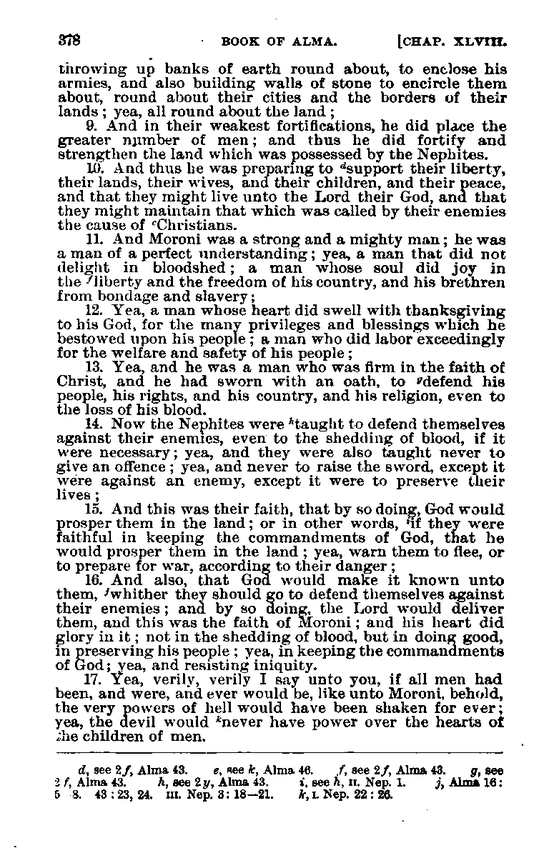 378 BOOK OF ALMA. [CHAP. XLVIII.
throwing up banks of earth round about, to enclose his
armies, and also building walls of stone to encircle them
about, round about their cities and the borders of their
lands; yea, all round about the land;
9. And in their weakest fortifications, he did place the
greater number of men; and thus he did fortify and
strengthen the land which was possessed by the Nephites.
10. And thus he was preparing to dsupport their liberty,
their lands, their wives, and their children, and their peace,
and that they might live unto the Lord their God, and that
they might maintain that which was called by their enemies
the cause of eChristians.
11. And Moroni was a strong and a mighty man; he was
a man of a perfect understanding; yea, a man that did not
delight in bloodshed; a man whose soul did joy in
the fliberty and the freedom of his country, and his brethren
from bondage and slavery;
12. Yea, a man whose heart did swell with thanksgiving
to his God, for the many privileges and blessings which he
bestowed upon his people; a man who did labor exceedingly
for the welfare and safety of his people;
13. Yea, and he was a man who was firm in the faith of
Christ, and he had sworn with an oath, to gdefend his
people, his rights, and his country, and his religion, even to
the loss of his blood.
14. Now the Nephites were htaught to defend themselves
against their enemies, even to the shedding of blood, if it
were necessary; yea, and they were also taught never to
give an offence; yea, and never to raise the sword, except it
were against an enemy, except it were to preserve their
lives;
15. And this was their faith, that by so doing, God would
prosper them in the land; or in other words, iif they were
faithful in keeping the commandments of God, that he
would prosper them in the land; yea, warn them to flee, or
to prepare for war, according to their danger;
16. And also, that God would make it known unto
them, jwhither they should go to defend themselves against
their enemies; and by so doing, the Lord would deliver
them, and this was the faith of Moroni; and his heart did
glory in it; not in the shedding of blood, but in doing good,
in preserving his people; yea, in keeping the commandments
of God; yea, and resisting iniquity.
17. Yea, verily, verily I say unto you, if all men had
been, and were, and ever would be, like unto Moroni, behold,
the very powers of hell would have been shaken for ever;
yea, the devil would knever have power over the hearts of
the children of men.
d, see 2 f, Alma 43. e, see k, Alma 46. f, see 2 f, Alma 43. g, see
2 f, Alma 43. h, see 2 y, Alma 43. i, see h, II. Nep. 1. j, Alma 16:
5 8. 43: 23, 24. III. Nep. 3: 18—21. k, I. Nep. 22: 26.